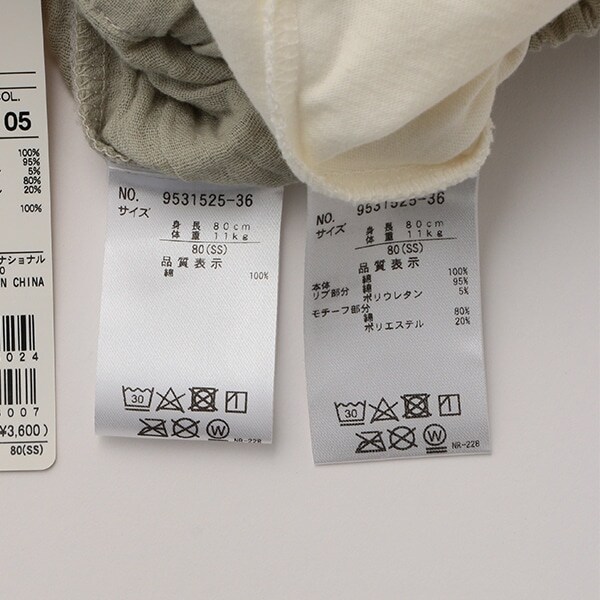 OL.
05
100%
95%
5%
80%
20%
100%
ナショナル
0
N CHINA
024
007
¥3,600)
80(SS)
NO. 9531525-36
サイズ
身 長 80cm
体 重 11kg
80(SS)
品質表示
綿 100%
30
W
NR-228
NO. 9531525-36
サイズ
身 長 80cm
体 重 11kg
80(SS)
品質表示
本体
綿 100%
リブ部分
綿 95%
ポリウレタン 5%
モチーフ部分
綿 80%
ポリエステル 20%
30
W
NR-228